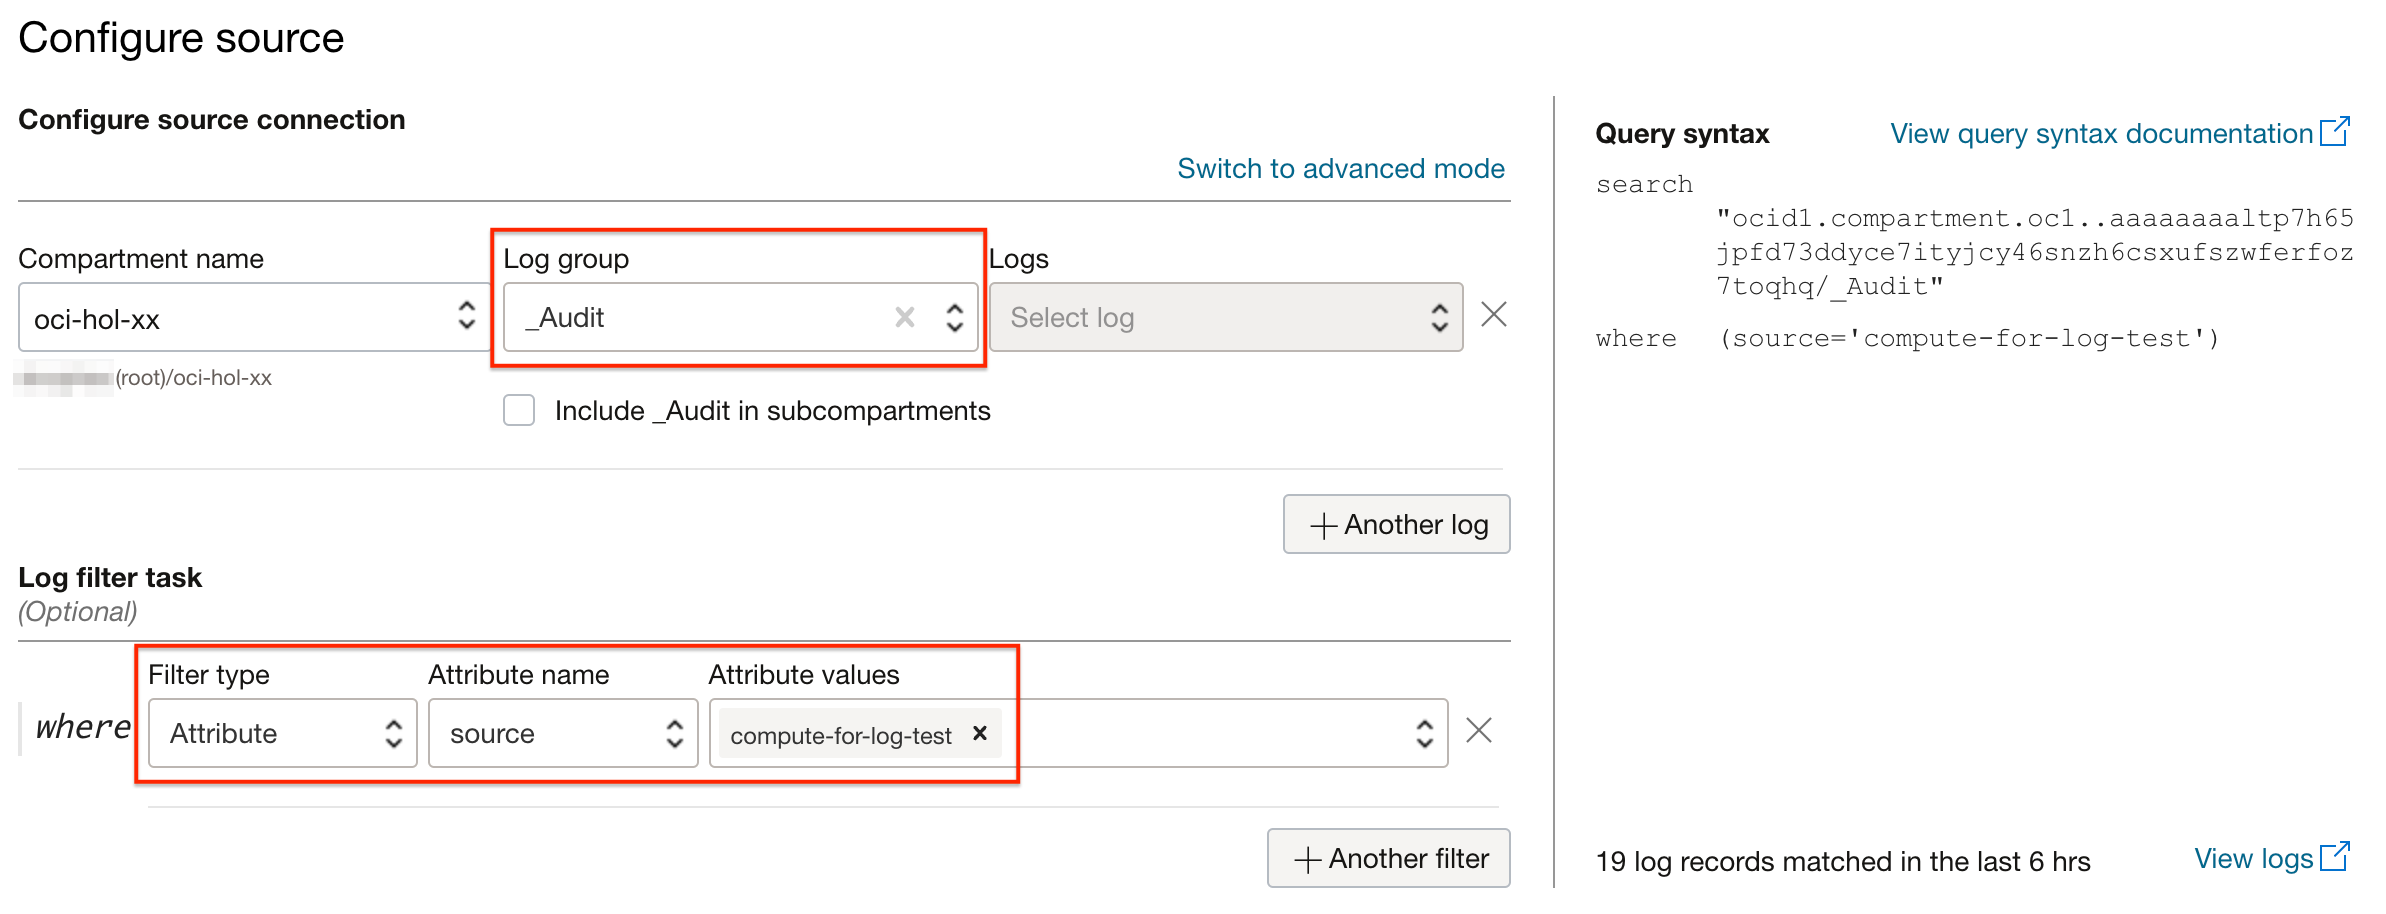 Configure source
Configure source connection
Switch to advanced mode
Compartment name
Log group
Logs
oci-hol-xx
_Audit
Select log
(root)/oci-hol-xx
Include _Audit in subcompartments
Another log
Log filter task
(Optional)
Filter type
Attribute name
Attribute values
where
Attribute
source
compute-for-log-test
Another filter
Query syntax
View query syntax documentation
search
"ocid1.compartment.oc1..aaaaaaaaltp7h65
jpfd73ddyce7ityjcy46snzh6csxufszwferfoz
7toqhq/_Audit"
where (source='compute-for-log-test')
19 log records matched in the last 6 hrs
View logs